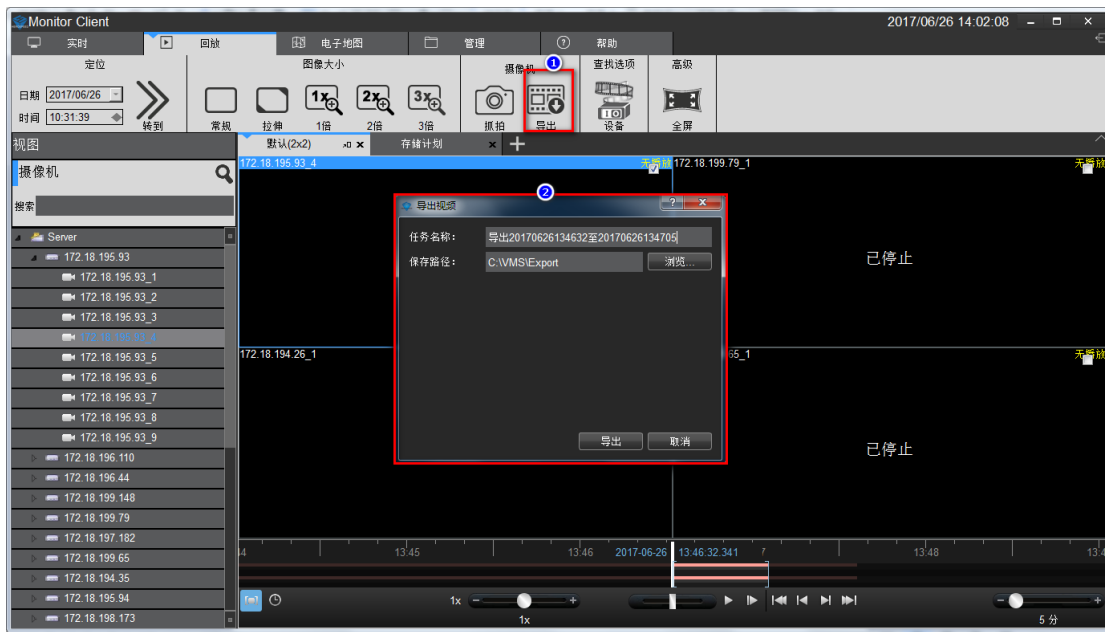 Monitor Client
2017/06/26 14:02:08
实时
回放
电子地图
管理
帮助
定位
图像大小
摄像机
1
查找选项
高级
日期 2017/06/26
时间 10:31:39
转到
常规
拉伸
1x
1倍
2x
2倍
3x
3倍
抓拍
导出
设备
全屏
视图
默认(2x2)
存储计划
摄像机
搜索
Server
172.18.195.93
172.18.195.93_1
172.18.195.93_2
172.18.195.93_3
172.18.195.93_4
172.18.195.93_5
172.18.195.93_6
172.18.195.93_7
172.18.195.93_8
172.18.195.93_9
172.18.196.110
172.18.196.44
172.18.199.148
172.18.199.79
172.18.197.182
172.18.199.65
172.18.194.35
172.18.195.94
172.18.198.173
172.18.195.93_4
172.18.199.79_1
已停止
2
导出视频
任务名称：
导出20170626134632至20170626134705
保存路径：
C:\VMS\Export
浏览...
导出
取消
172.18.194.26_1
65_1
已停止
13:45
13:46
2017-06-26
13:46:32.341
13:48
1x
1x
5 分